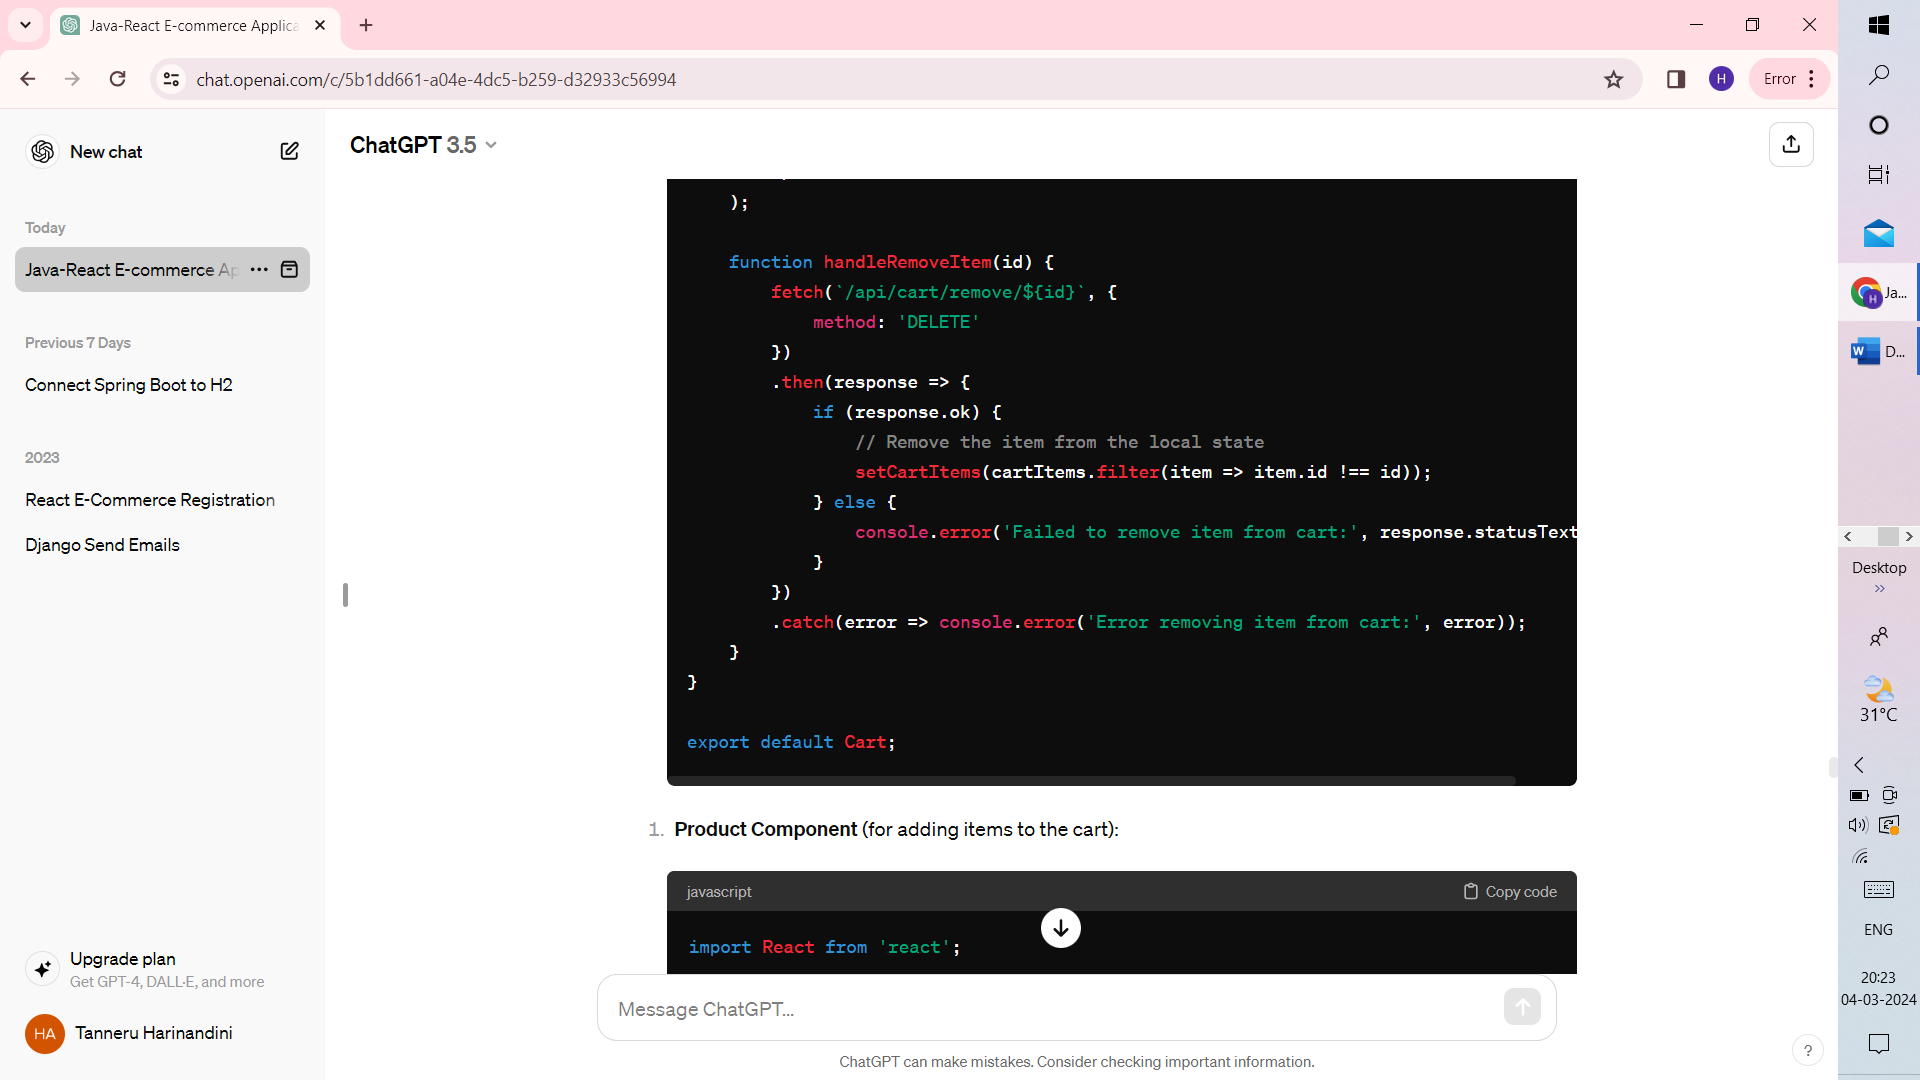 Java-React E-commerce Applica
chat.openai.com/c/5b1dd661-a04e-4dc5-b259-d32933c56994
H
Error
New chat
Today
Java-React E-commerce Ap
Previous 7 Days
Connect Spring Boot to H2
2023
React E-Commerce Registration
Django Send Emails
Upgrade plan
Get GPT-4, DALL·E, and more
HA
Tanneru Harinandini
ChatGPT 3.5
);
function handleRemoveItem(id) {
fetch(`/api/cart/remove/${id}`, {
method: 'DELETE'
})
.then(response => {
if (response.ok) {
// Remove the item from the local state
setCartItems(cartItems.filter(item => item.id !== id));
} else {
console.error('Failed to remove item from cart:', response.statusText
}
})
.catch(error => console.error('Error removing item from cart:', error));
}
}
export default Cart;
1. Product Component (for adding items to the cart):
javascript
Copy code
import React from 'react';
Message ChatGPT...
ChatGPT can make mistakes. Consider checking important information.
?
H
Ja...
W
D...
Desktop
31°C
ENG
20:23
04-03-2024